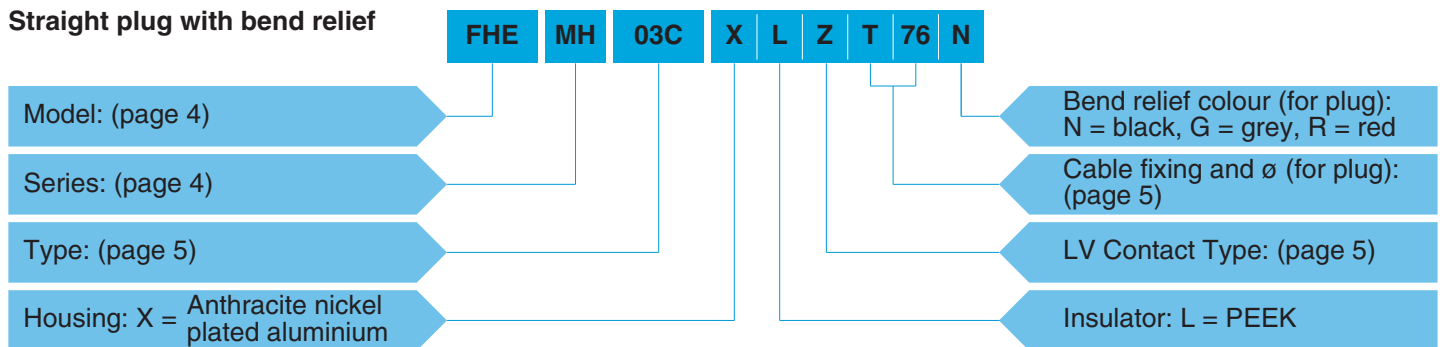 Straight plug with bend relief
FHE MH 03C X L Z T 76 N
Model: (page 4)
Series: (page 4)
Type: (page 5)
Housing: X = Anthracite nickel
plated aluminium
Bend relief colour (for plug):
N = black, G = grey, R = red
Cable fixing and ø (for plug):
(page 5)
LV Contact Type: (page 5)
Insulator: L = PEEK